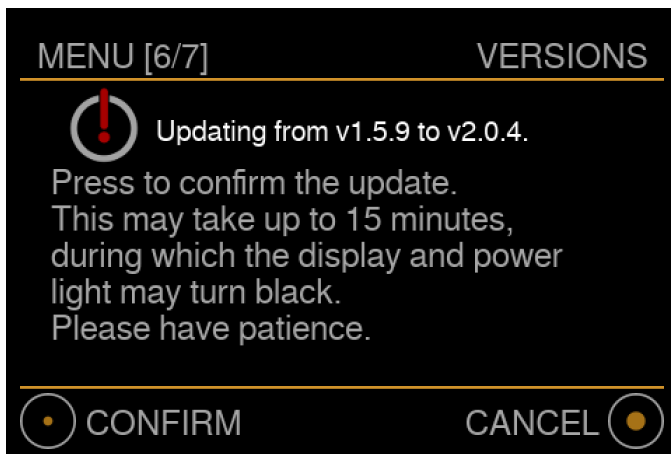 MENU [6/7] VERSIONS
Updating from v1.5.9 to v2.0.4.
Press to confirm the update.
This may take up to 15 minutes,
during which the display and power
light may turn black.
Please have patience.
CONFIRM CANCEL